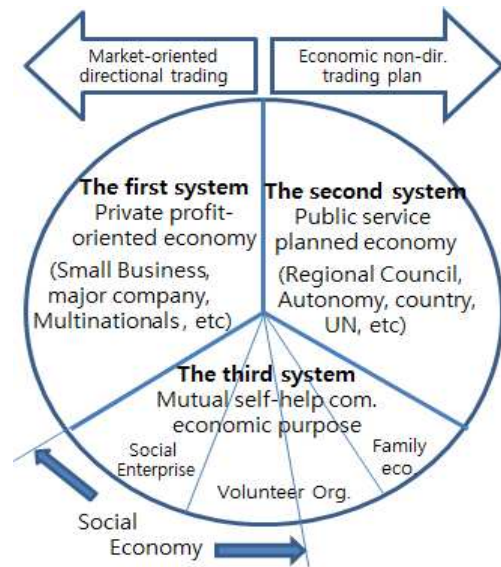 Market-oriented
directional trading
Economic non-dir.
trading plan
The first system
Private profit-
oriented economy
(Small Business,
major company,
Multinationals, etc)
The second system
Public service
planned economy
(Regional Council,
Autonomy, country,
UN, etc)
The third system
Mutual self-help com.
economic purpose
Social
Enterprise
Volunteer Org.
Family
eco.
Social
Economy